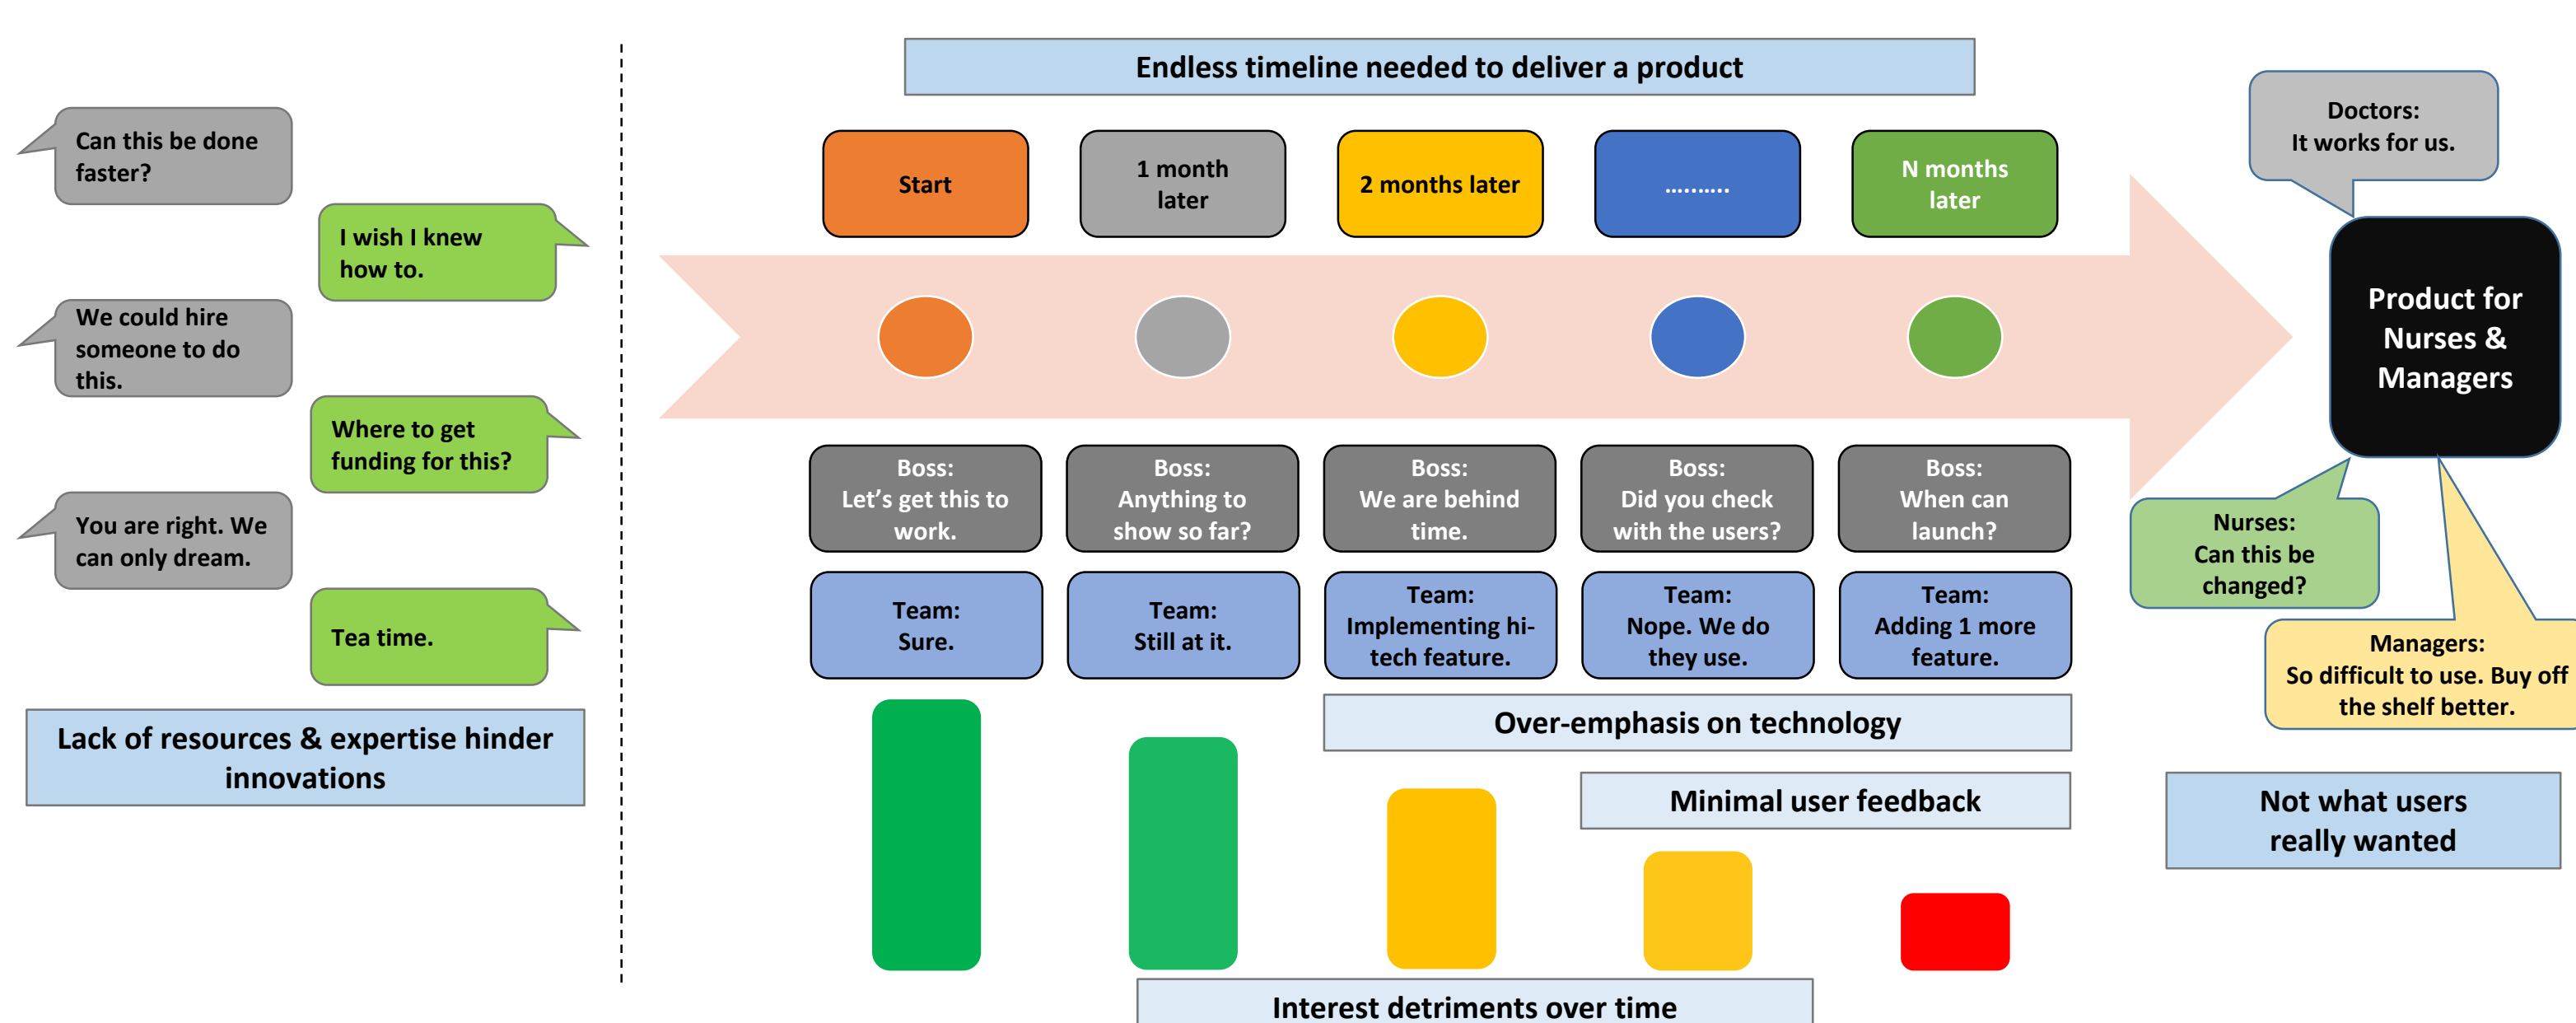 Can this be done
faster?
I wish I knew
how to.
We could hire
someone to do
this.
Where to get
funding for this?
You are right. We
can only dream.
Tea time.
Lack of resources & expertise hinder
innovations
Endless timeline needed to deliver a product
Start
1 month
later
2 months later
..........
N months
later
Boss:
Let's get this to
work.
Boss:
Anything to
show so far?
Boss:
We are behind
time.
Boss:
Did you check
with the users?
Boss:
When can
launch?
Team:
Sure.
Team:
Still at it.
Team:
Implementing hi-
tech feature.
Team:
Nope. We do
they use.
Team:
Adding 1 more
feature.
Over-emphasis on technology
Minimal user feedback
Interest detriments over time
Doctors:
It works for us.
Product for
Nurses &
Managers
Nurses:
Can this be
changed?
Managers:
So difficult to use. Buy off
the shelf better.
Not what users
really wanted